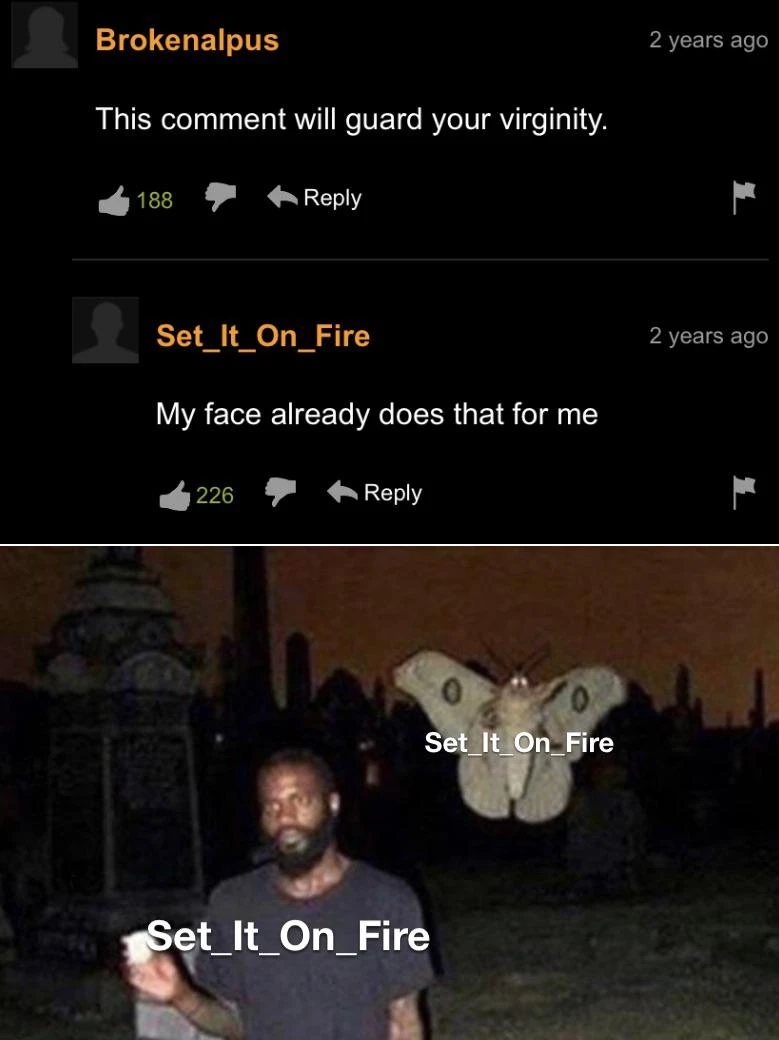 Brokenalpus
2 years ago
This comment will guard your virginity.
188
Reply
Set_It_On_Fire
2 years ago
My face already does that for me
226
Reply
Set_It_On_Fire
Set_It_On_Fire